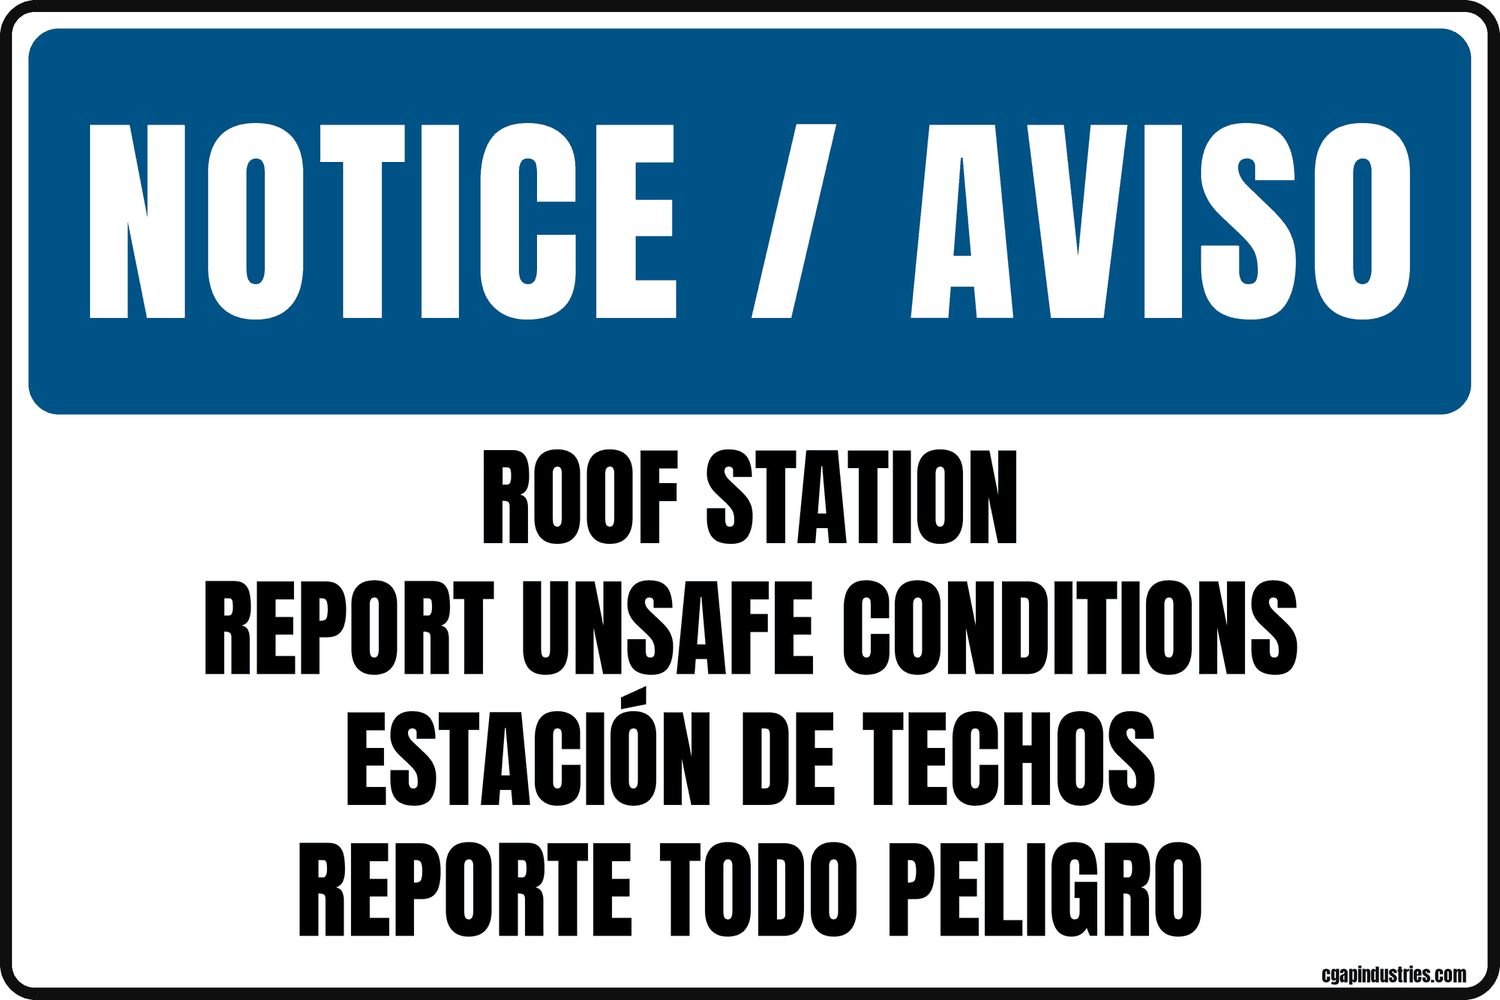 NOTICE / AVISO
ROOF STATION
REPORT UNSAFE CONDITIONS
ESTACIÓN DE TECHOS
REPORTE TODO PELIGRO
cgapindustries.com